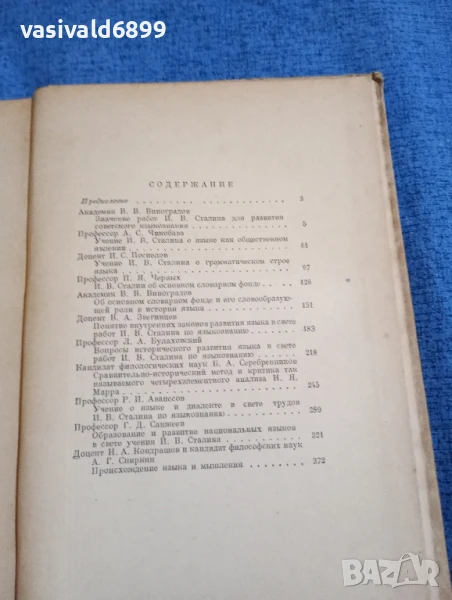 vasivald6899
СОДЕРЖАНИЕ
Предисловие . . . . . . . . . . 3
Академик В. В. Виноградов
Значение работ И. В. Сталина для развития
советского языкознания . . . . . . . . . . 5
Профессор А. С. Чикобава
Учение И. В. Сталина о языке как общественном
явлении . . . . . . . . . . 61
Доцент Н. С. Поспелов
Учение И. В. Сталина о грамматическом строе
языка . . . . . . . . . . 97
Профессор П. Я. Черных
И. В. Сталин об основном словарном фонде . . . 128
Академик В. В. Виноградов
Об основном словарном фонде и его словообразую-
щей роли в истории языка . . . . . . . . . . 151
Доцент В. А. Звегинцев
Понятие внутренних законов развития языка в свете
работ И. В. Сталина по языкознанию . . . . 183
Профессор Л. А. Булаховский
Вопросы исторического развития языка в свете
работ И. В. Сталина по языкознанию . . . . 218
Кандидат филологических наук Б. А. Серебренников
Сравнительно-исторический метод и критика так
называемого четырехэлементного анализа Н. Я.
Марра . . . . . . . . . . 245
Профессор Р. И. Аванесов
Учение о языке и диалекте в свете трудов
И. В. Сталина по языкознанию . . . . . . 289
Профессор Г. Д. Санжеев
Образование и развитие национальных языков
в свете учения И. В. Сталина . . . . . . . 321
Доцент Н. А. Кондрашов и кандидат философских наук
А. Г. Спиркин
Происхождение языка и мышления . . . . . . . 372
BAZAR.bg